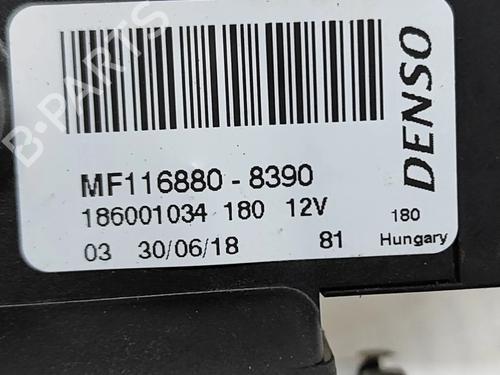 B-PARTS
MF116880-8390
186001034 180 12V
03 30/06/18 81
DENSO
180
Hungary